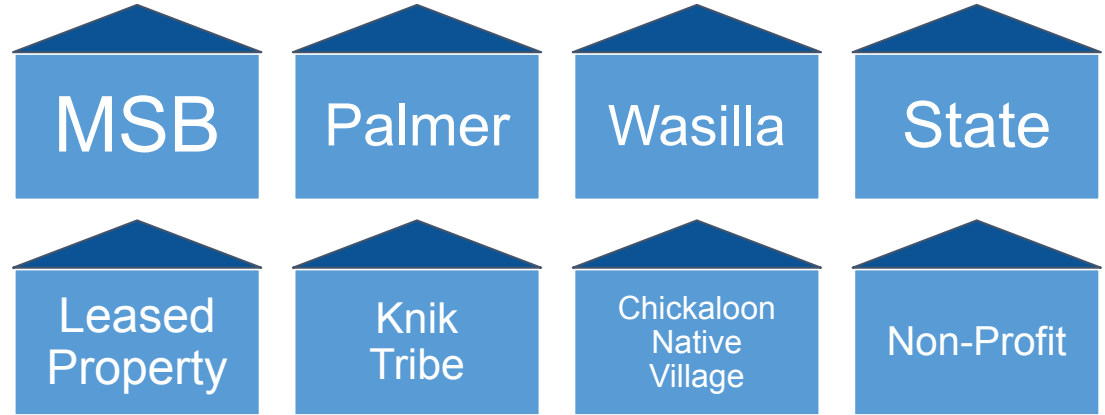 MSB
Palmer
Wasilla
State
Leased
Property
Knik
Tribe
Chickaloon
Native
Village
Non-Profit